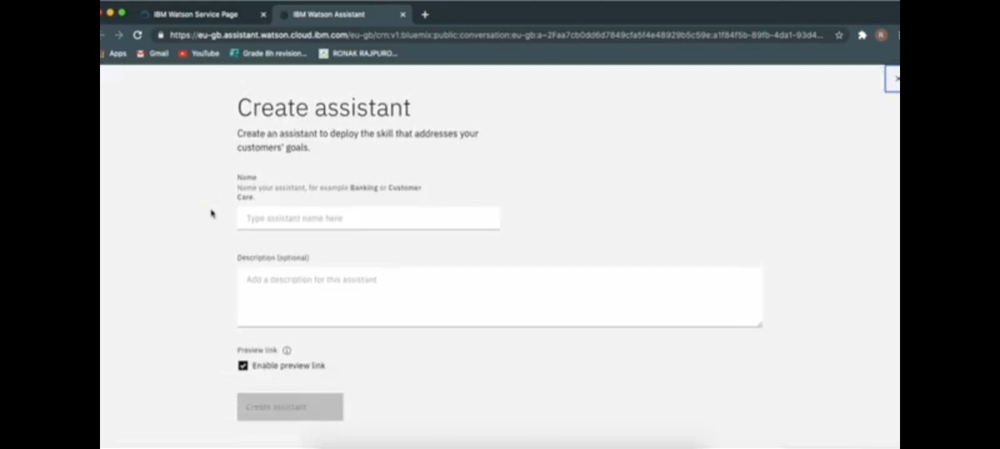 IBM Watson Service Page
IBM Watson Assistant
https://eu-gb.assistant.watson.cloud.ibm.com/eu-gb/crn:v1:bluemix:public:conversation:eu-gb:a~2Faa7cb0dd6d7849cfa5f4e48929b5c59e:a1f84f5b-89fb-4da1-93d4...
R
Apps Gmail YouTube Grade 8h revision... RONAK RAJPURO...
Create assistant
Create an assistant to deploy the skill that addresses your
customers' goals.
Name
Name your assistant, for example Banking or Customer
Care.
Type assistant name here
Description (optional)
Add a description for this assistant
Preview link
Enable preview link
Create assistant